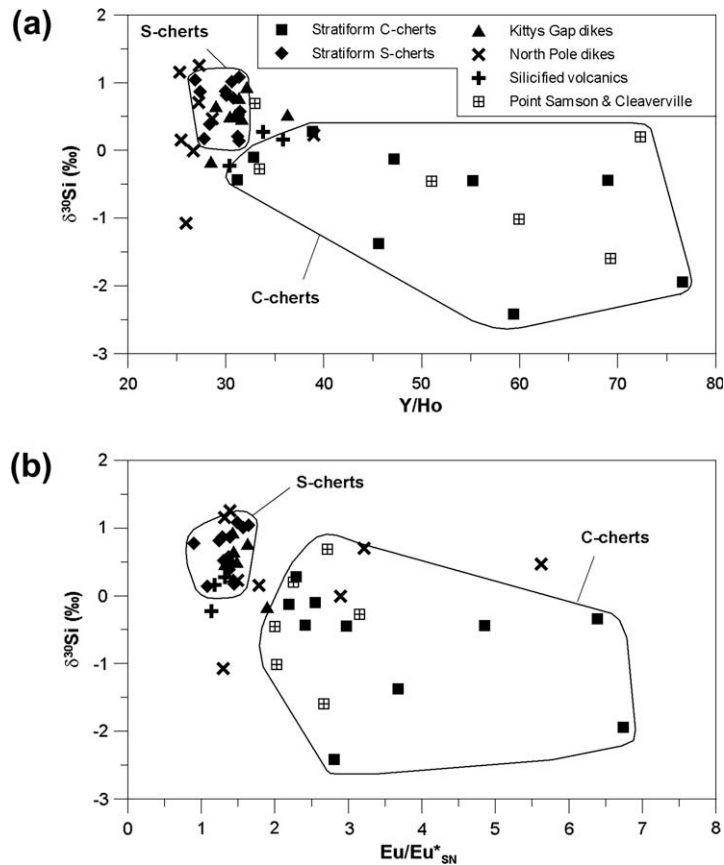 (a)
S-cherts
Stratiform C-cherts
Stratiform S-cherts
Kittys Gap dikes
North Pole dikes
Silicified volcanics
Point Samson & Cleaverville
2
1
0
-1
-2
-3
δ³⁰Si (‰)
C-cherts
20 30 40 50 60 70 80
Y/Ho
(b)
S-cherts
C-cherts
2
1
0
-1
-2
-3
δ³⁰Si (‰)
0 1 2 3 4 5 6 7 8
Eu/Eu*SN